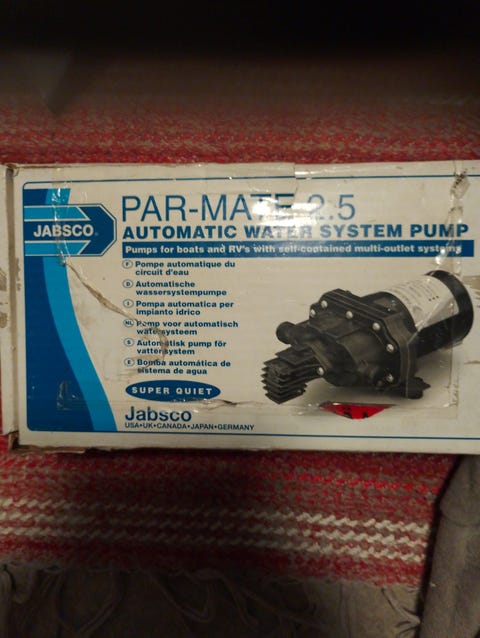 JABSCO
PAR-MATE 2.5
AUTOMATIC WATER SYSTEM PUMP
Pumps for boats and RV's with self-contained multi-outlet systems
F Pompe automatique du
circuit d'eau
D Automatische
wassersystempumpe
I Pompa automatica per
impianto idrico
NL Pomp voor automatisch
watersysteem
S Automatisk pump för
vattensystem
E Bomba automática de
sistema de agua
SUPER QUIET
Jabsco
USA•UK•CANADA•JAPAN•GERMANY